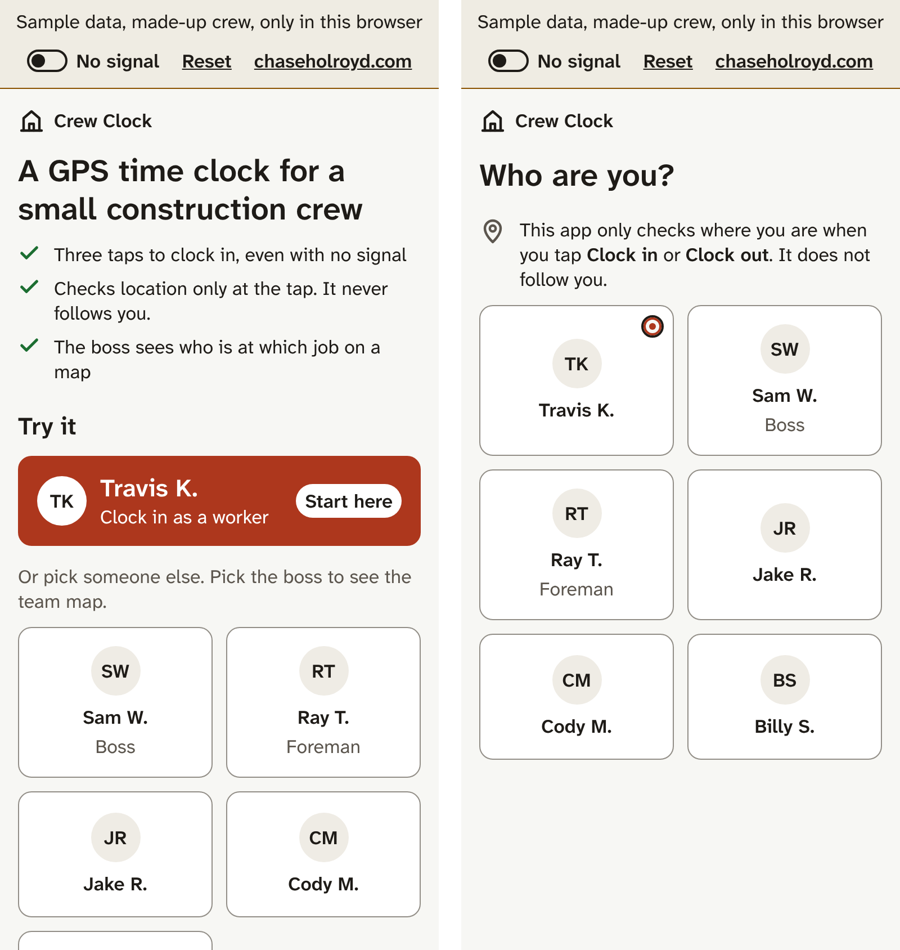 Sample data, made-up crew, only in this browser
No signal Reset chaseholroyd.com
Crew Clock
A GPS time clock for a
small construction crew
Three taps to clock in, even with no signal
Checks location only at the tap. It never
follows you.
The boss sees who is at which job on a
map
Try it
TK
Travis K.
Clock in as a worker
Start here
Or pick someone else. Pick the boss to see the
team map.
SW
Sam W.
Boss
RT
Ray T.
Foreman
JR
Jake R.
CM
Cody M.
Sample data, made-up crew, only in this browser
No signal Reset chaseholroyd.com
Crew Clock
Who are you?
This app only checks where you are when
you tap Clock in or Clock out. It does not
follow you.
TK
Travis K.
SW
Sam W.
Boss
RT
Ray T.
Foreman
JR
Jake R.
CM
Cody M.
BS
Billy S.